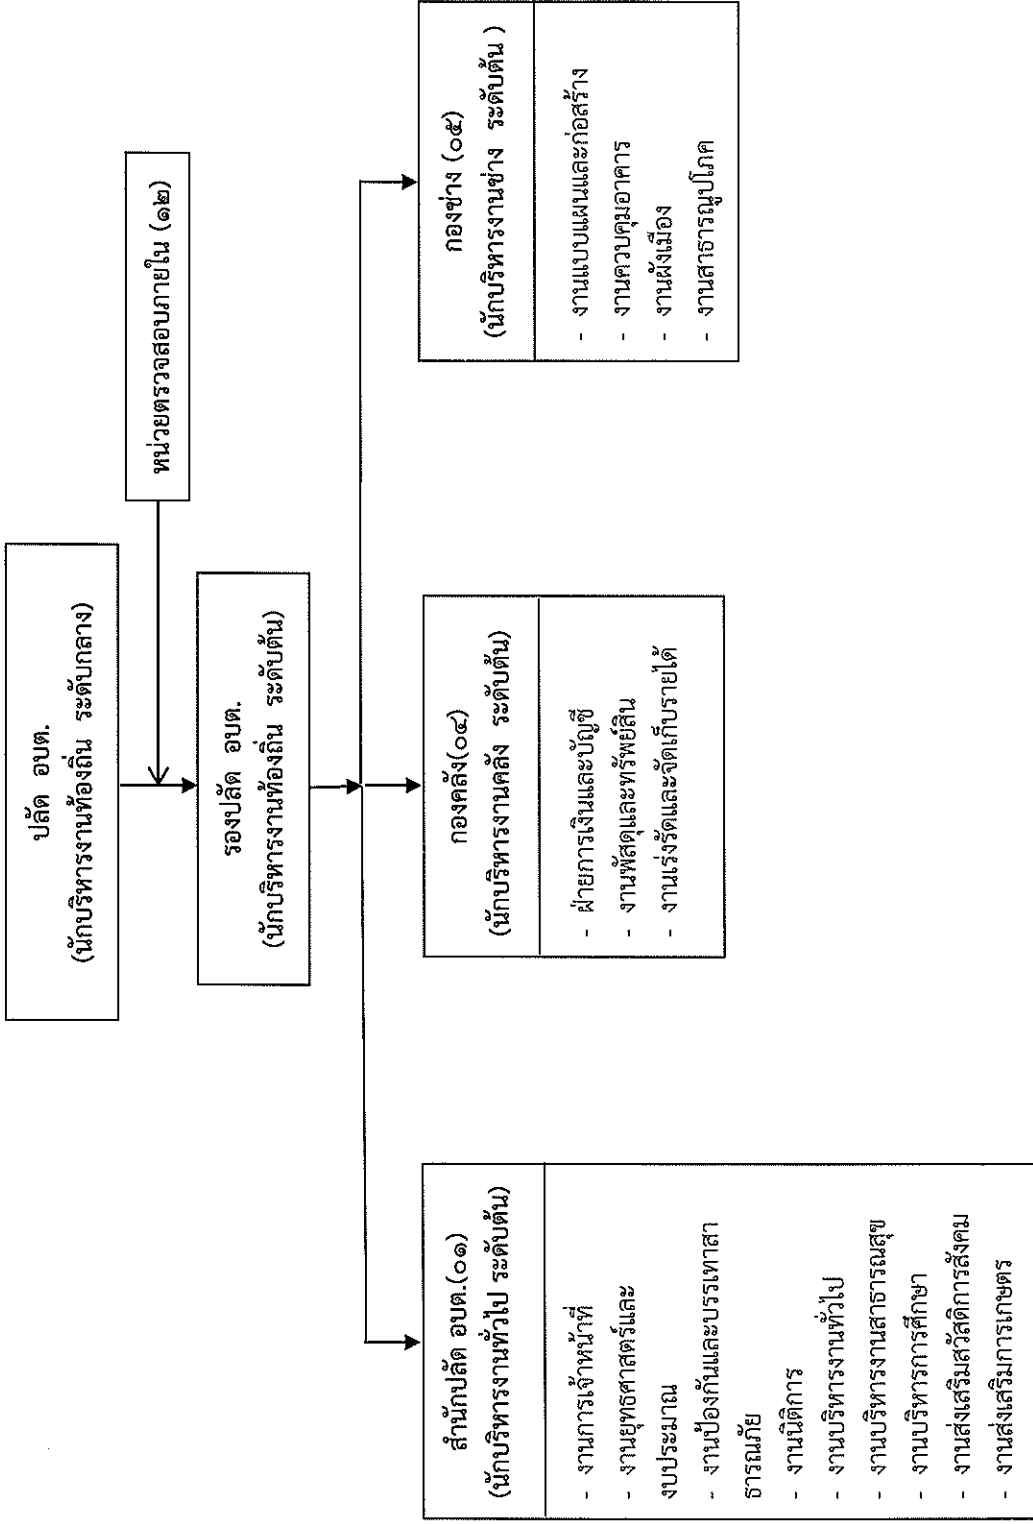 ปลัด อบต.
(นักบริหารงานท้องถิ่น ระดับกลาง)
หน่วยตรวจสอบภายใน (๑๒)
รองปลัด อบต.
(นักบริหารงานท้องถิ่น ระดับต้น)
สำนักปลัด อบต.(๐๑)
(นักบริหารงานทั่วไป ระดับต้น)
- งานการเจ้าหน้าที่
- งานยุทธศาสตร์และ
งบประมาณ
- งานป้องกันและบรรเทาสา
ธารณภัย
- งานนิติการ
- งานบริหารงานทั่วไป
- งานบริหารงานสาธารณสุข
- งานบริหารการศึกษา
- งานส่งเสริมสวัสดิการสังคม
- งานส่งเสริมการเกษตร
กองคลัง(๐๔)
(นักบริหารงานคลัง ระดับต้น)
- ฝ่ายการเงินและบัญชี
- งานพัสดุและทรัพย์สิน
- งานเร่งรัดและจัดเก็บรายได้
กองช่าง (๐๕)
(นักบริหารงานช่าง ระดับต้น )
- งานแบบแผนและก่อสร้าง
- งานควบคุมอาคาร
- งานผังเมือง
- งานสาธารณูปโภค